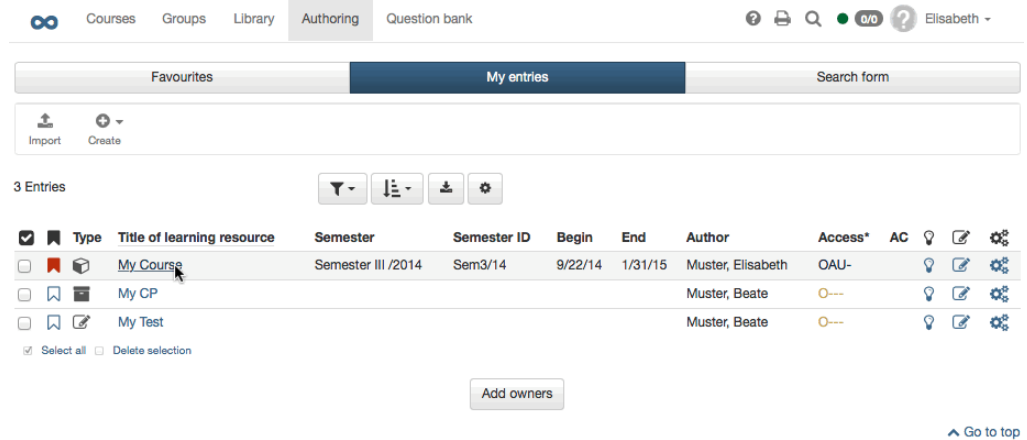 Courses Groups Library Authoring Question bank 0/0 Elisabeth
Favourites My entries Search form
Import Create
3 Entries
Type Title of learning resource Semester Semester ID Begin End Author Access* AC
My Course Semester III /2014 Sem3/14 9/22/14 1/31/15 Muster, Elisabeth OAU-
My CP Muster, Beate O---
My Test Muster, Beate O---
Select all Delete selection
Add owners
Go to top